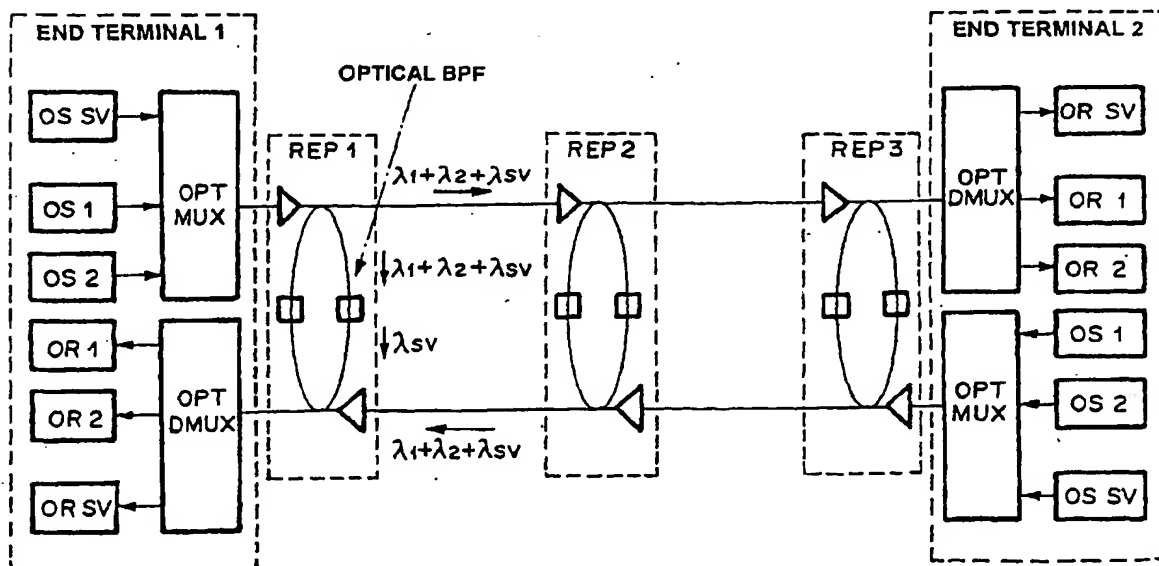 END TERMINAL 1
OS SV
OS 1
OS 2
OPT MUX
OR 1
OR 2
OR SV
OPT DMUX
OPTICAL BPF
REP 1
λ1+λ2+λSV
λ1+λ2+λSV
λSV
λ1+λ2+λSV
REP 2
REP 3
END TERMINAL 2
OPT DMUX
OR SV
OR 1
OR 2
OPT MUX
OS 1
OS 2
OS SV